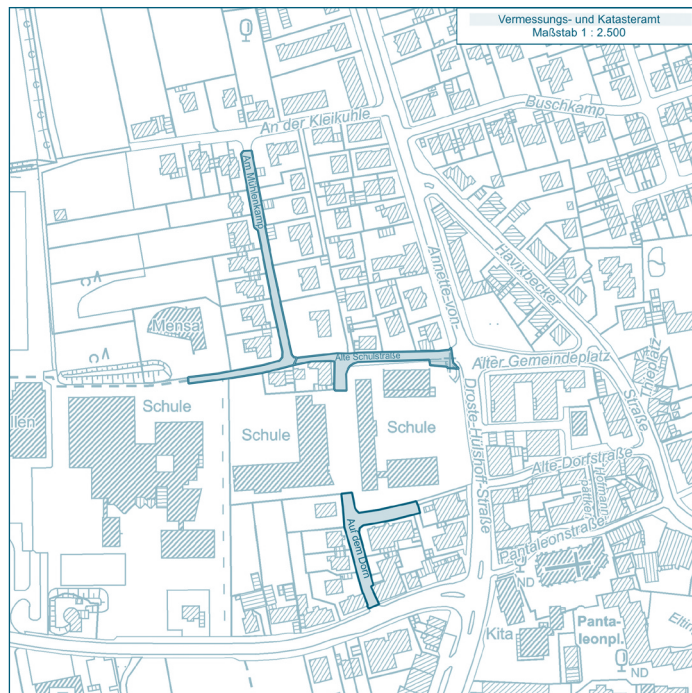 Vermessungs- und Katasteramt
Maßstab 1 : 2.500
Buschkamp
An der Kleikuhle
Am Mühlenkamp
Annette-von-
Havixbecker
Mensa
Alte Schulstraße
Alter Gemeindeplatz
Theoplatz
Schule
Schule
Schule
llen
Droste-Hülshoff-Straße
Straße
Alte Dorfstraße
Pantaleonstraße
Auf dem Dorn
ND
Kita
Panta-
leonpl.
ND